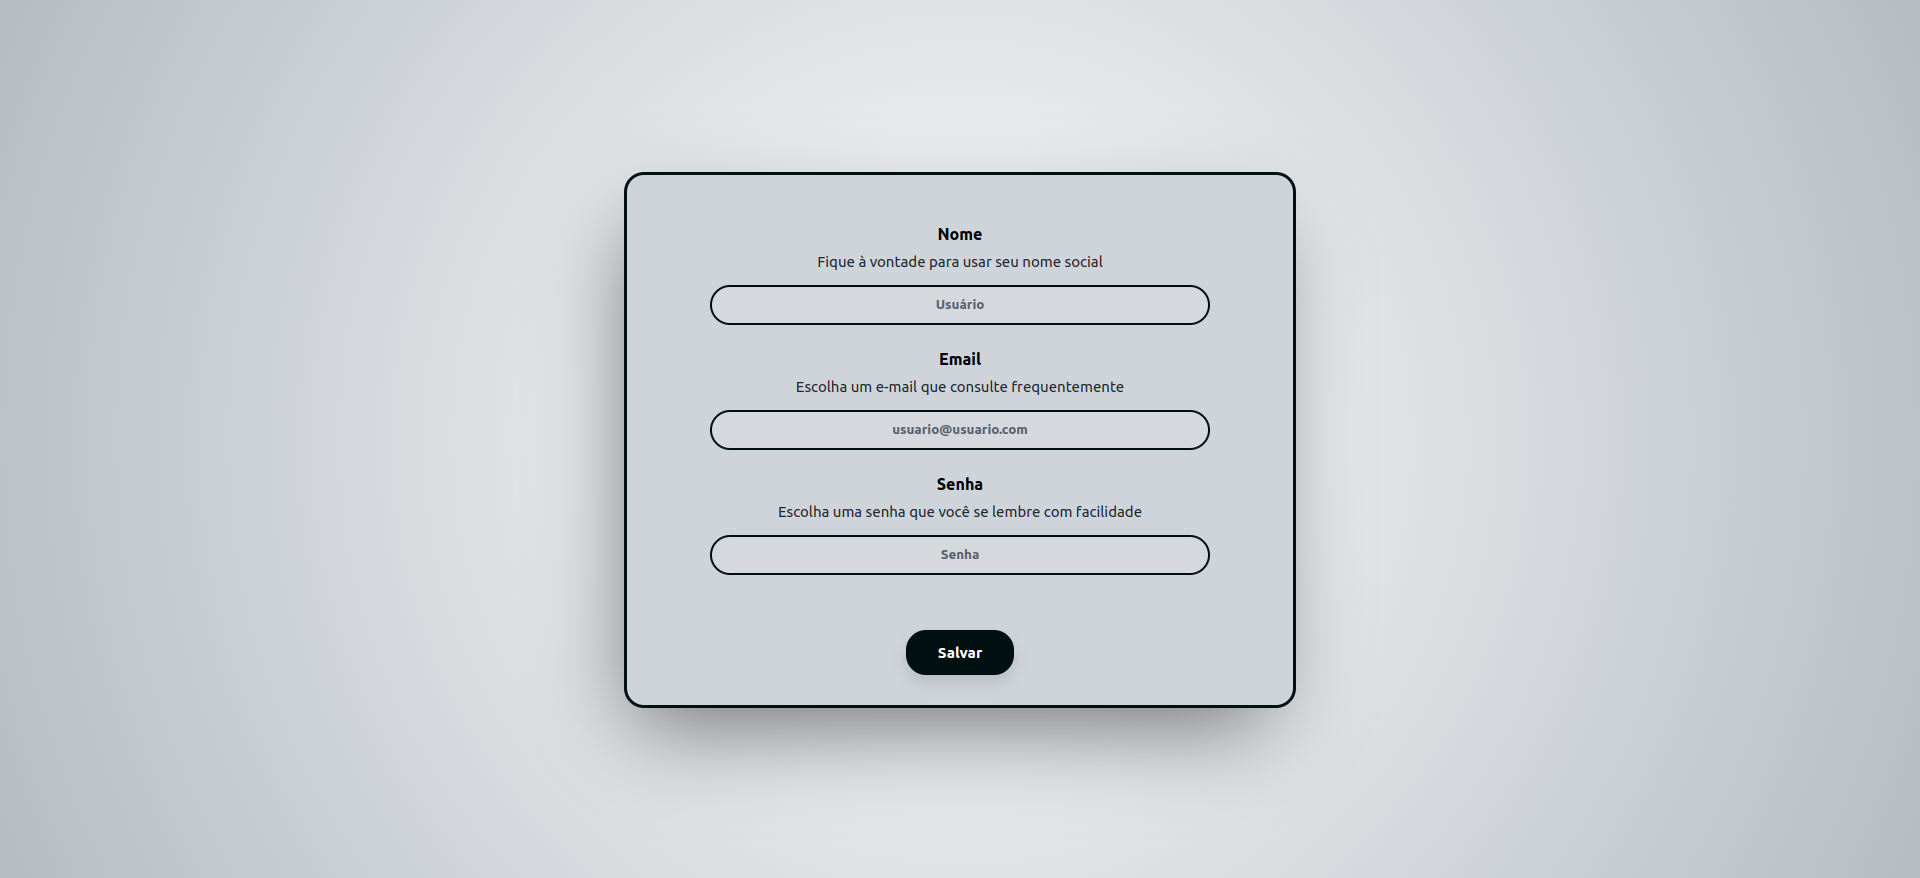 Nome
Fique à vontade para usar seu nome social
Usuário
Email
Escolha um e-mail que consulte frequentemente
usuario@usuario.com
Senha
Escolha uma senha que você se lembre com facilidade
Senha
Salvar